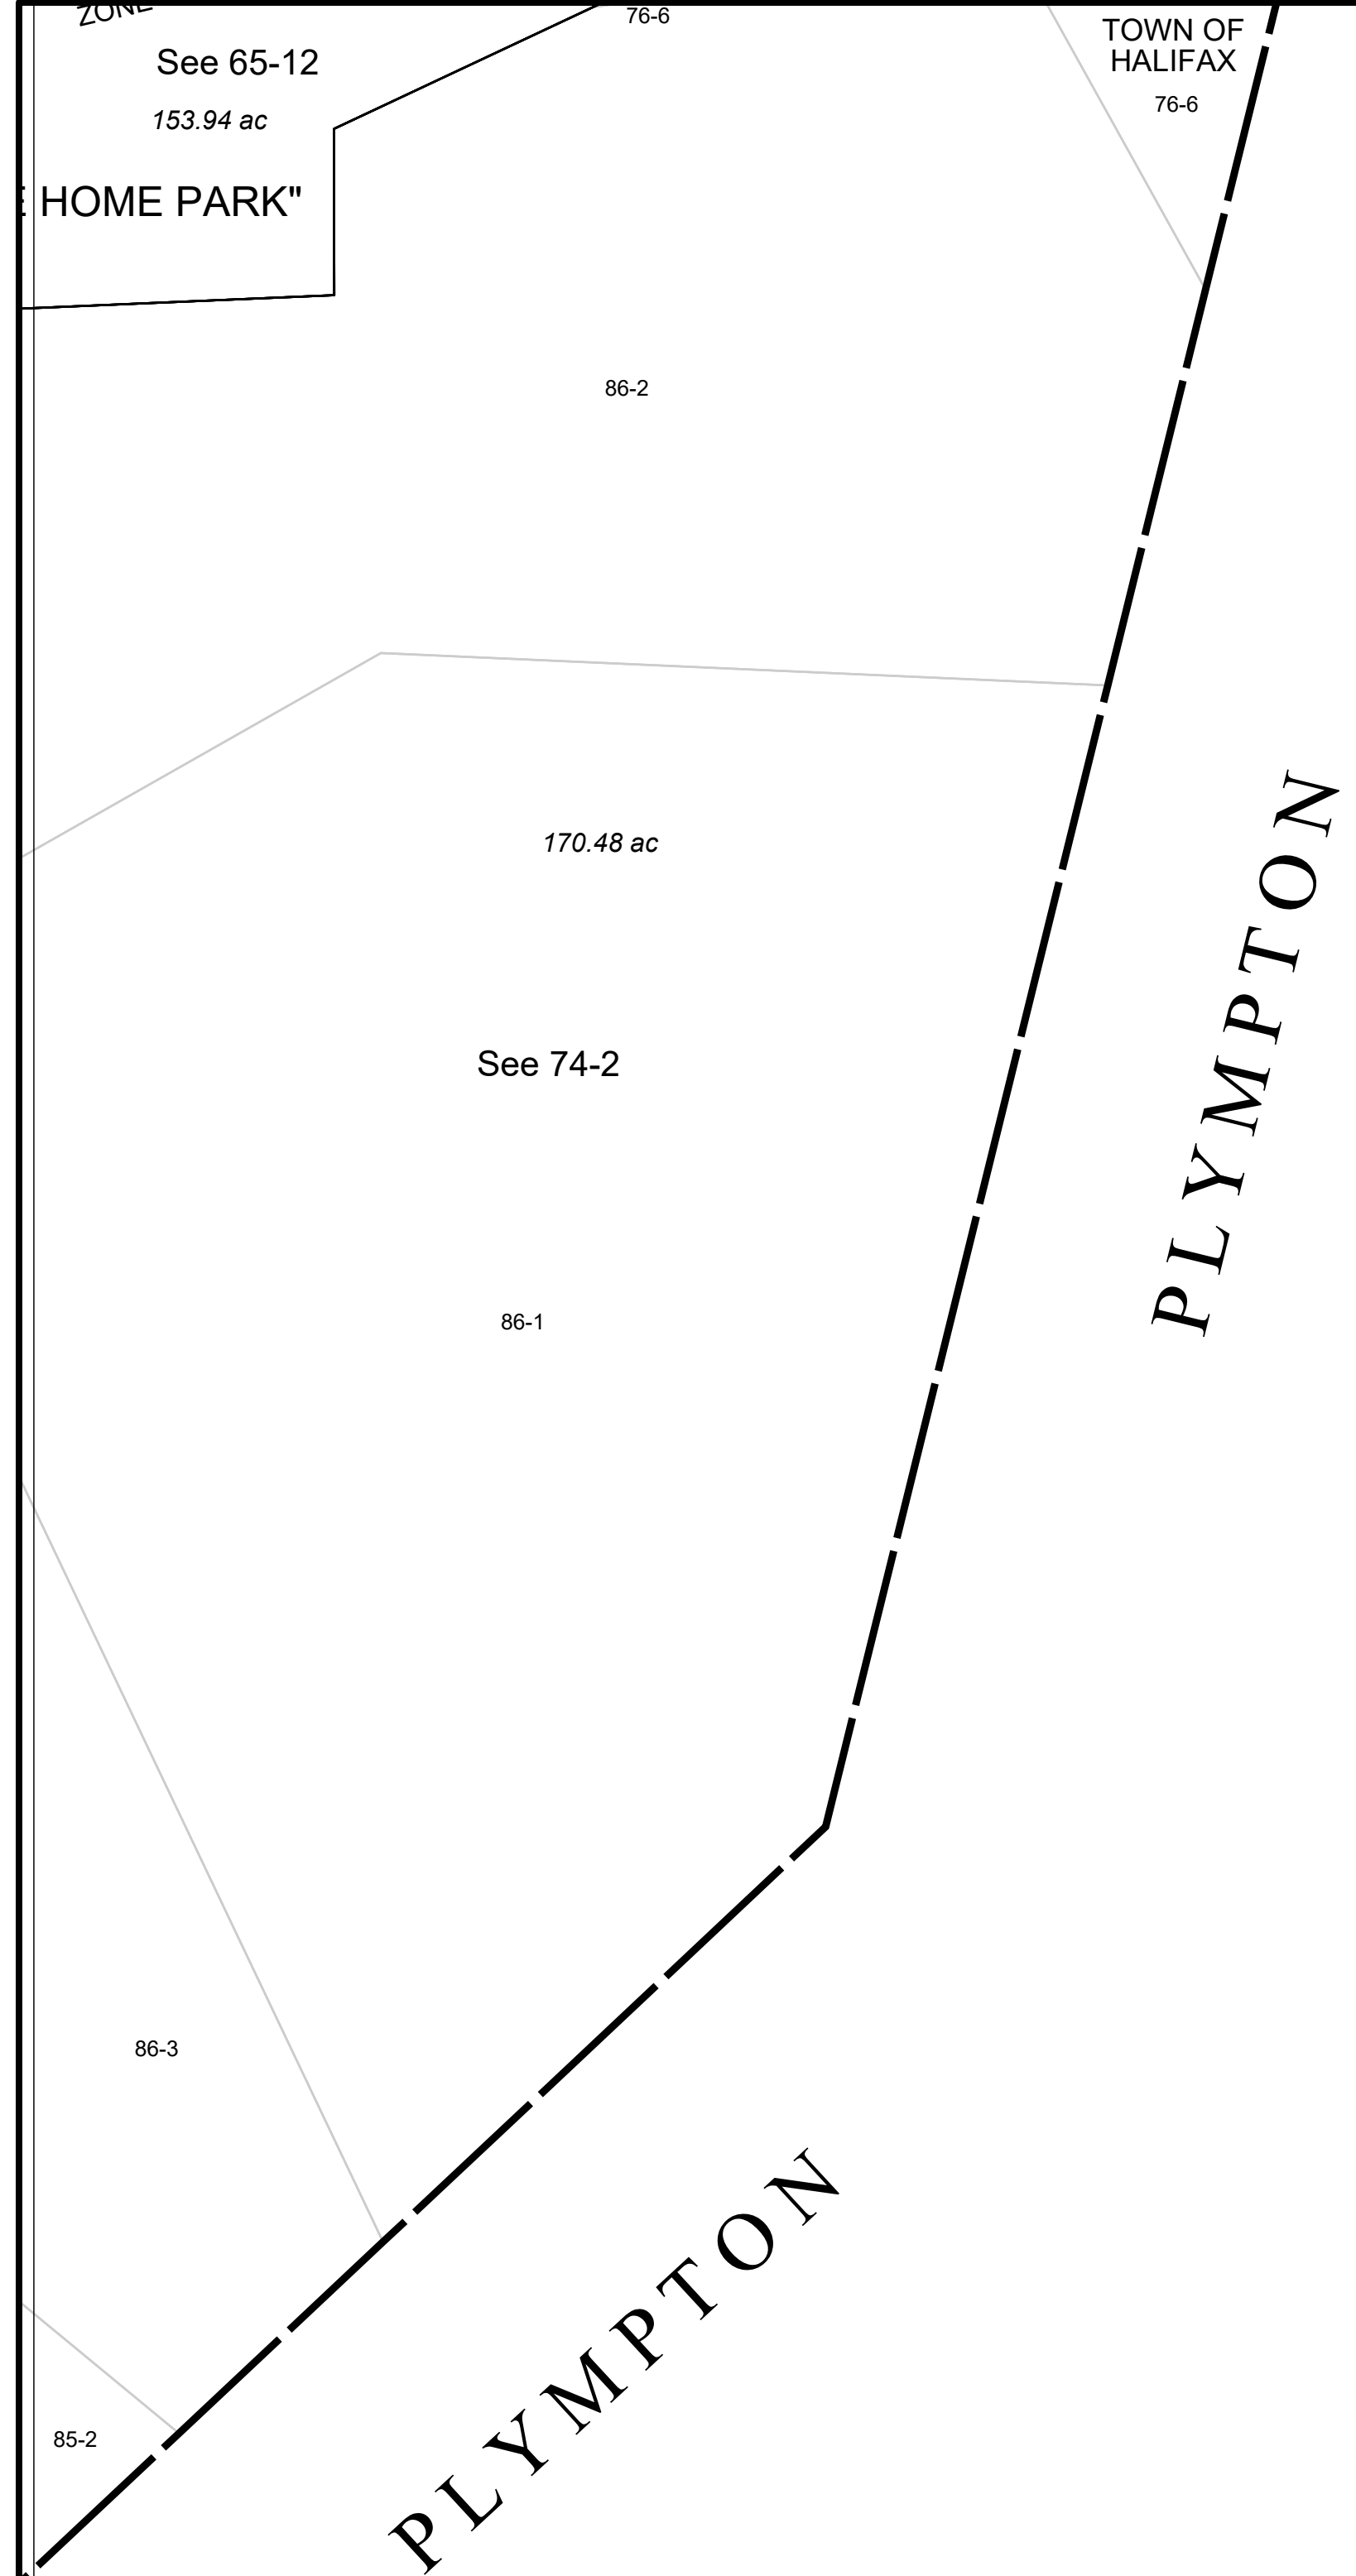 ZONE
76-6
TOWN OF
HALIFAX
76-6
See 65-12
153.94 ac
HOME PARK"
86-2
170.48 ac
PLYMPTON
See 74-2
86-1
86-3
PLYMPTON
85-2